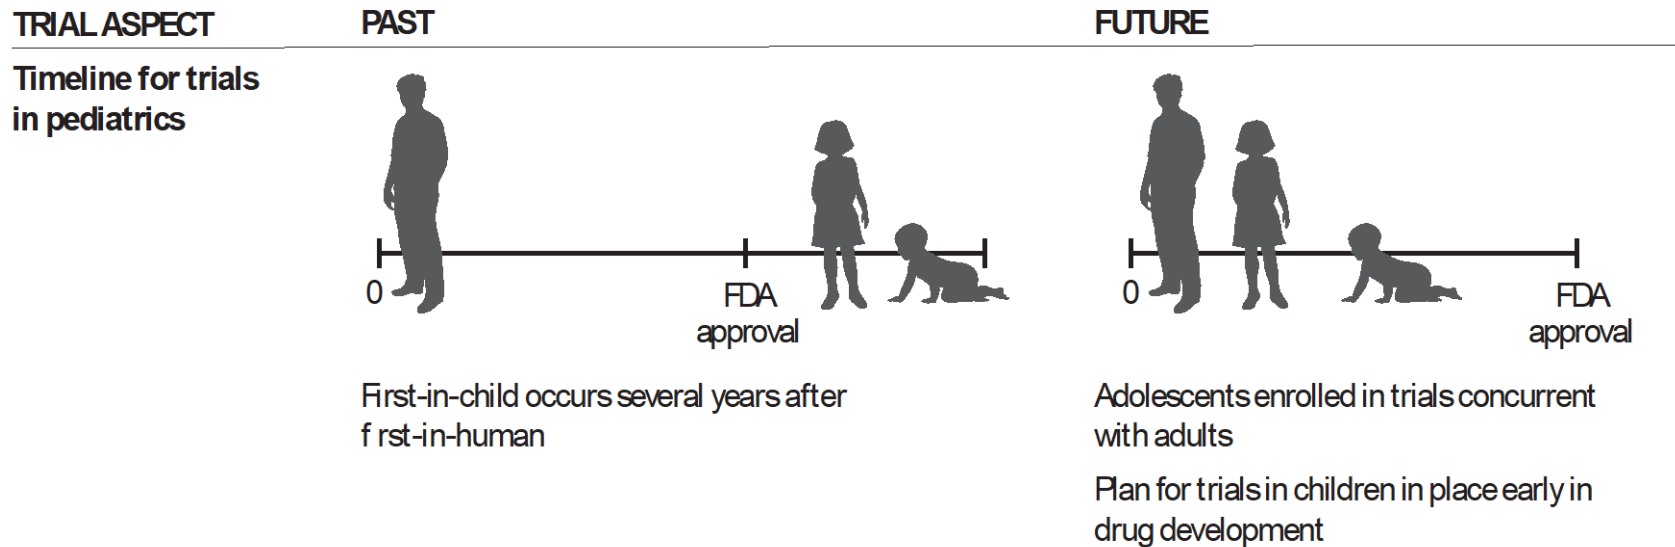 TRIAL ASPECT
PAST
FUTURE
Timeline for trials
in pediatrics
0
FDA
approval
0
FDA
approval
First-in-child occurs several years after
f rst-in-human
Adolescents enrolled in trials concurrent
with adults
Plan for trials in children in place early in
drug development